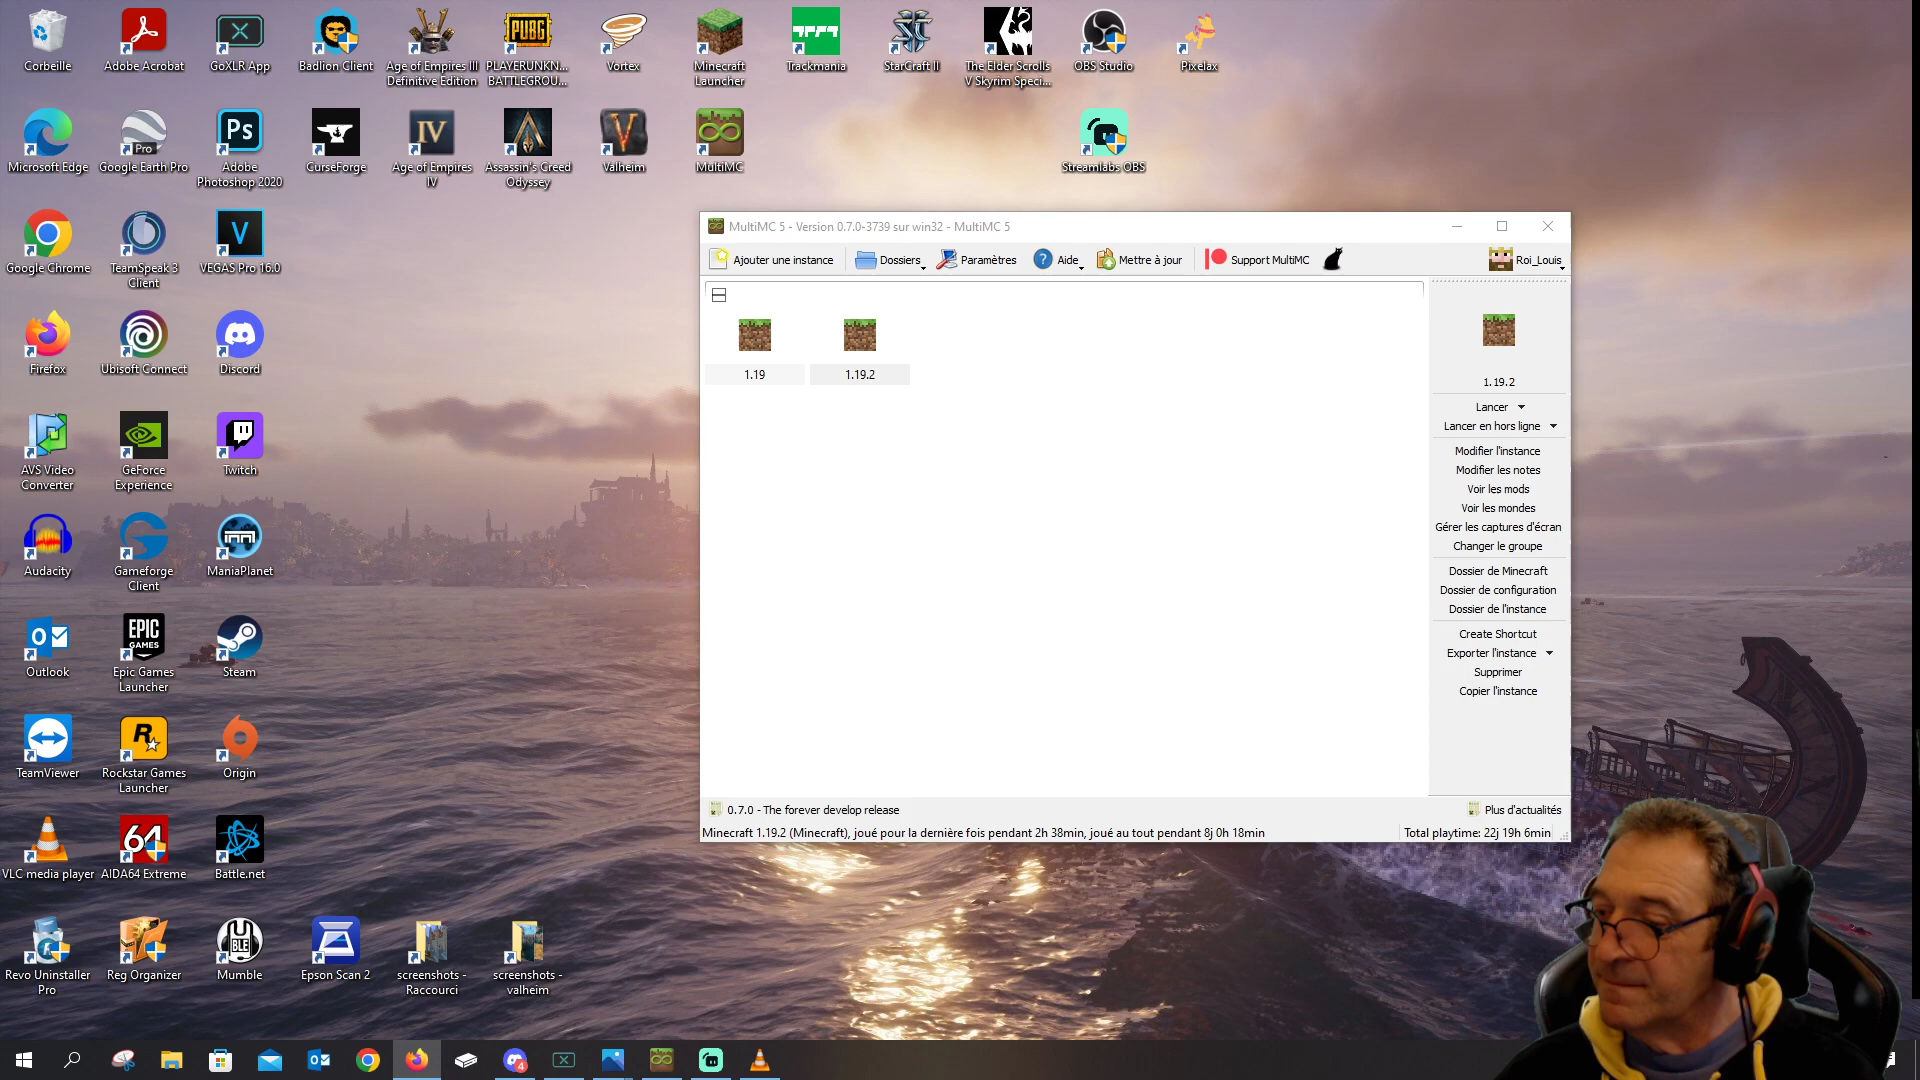 Corbeille
Adobe Acrobat
GoXLR App
Badlion Client
Age of Empires III
Definitive Edition
PLAYERUNKN...
BATTLEGROU...
Vortex
Minecraft
Launcher
Trackmania
StarCraft II
The Elder Scrolls
V Skyrim Speci...
OBS Studio
Pixelax
Microsoft Edge
Google Earth Pro
Adobe
Photoshop 2020
CurseForge
Age of Empires
IV
Assassin's Creed
Odyssey
Valheim
MultiMC
Streamlabs OBS
Google Chrome
TeamSpeak 3
Client
VEGAS Pro 16.0
Firefox
Ubisoft Connect
Discord
AVS Video
Converter
GeForce
Experience
Twitch
Audacity
Gameforge
Client
ManiaPlanet
Outlook
Epic Games
Launcher
Steam
TeamViewer
Rockstar Games
Launcher
Origin
VLC media player
AIDA64 Extreme
Battle.net
Revo Uninstaller
Pro
Reg Organizer
Mumble
Epson Scan 2
screenshots -
Raccourci
screenshots -
valheim
MultiMC 5 - Version 0.7.0-3739 sur win32 - MultiMC 5
Ajouter une instance
Dossiers
Paramètres
Aide
Mettre à jour
Support MultiMC
Roi_Louis
1.19
1.19.2
1.19.2
Lancer
Lancer en hors ligne
Modifier l'instance
Modifier les notes
Voir les mods
Voir les mondes
Gérer les captures d'écran
Changer le groupe
Dossier de Minecraft
Dossier de configuration
Dossier de l'instance
Create Shortcut
Exporter l'instance
Supprimer
Copier l'instance
0.7.0 - The forever develop release
Plus d'actualités
Minecraft 1.19.2 (Minecraft), joué pour la dernière fois pendant 2h 38min, joué au tout pendant 8j 0h 18min
Total playtime: 22j 19h 6min